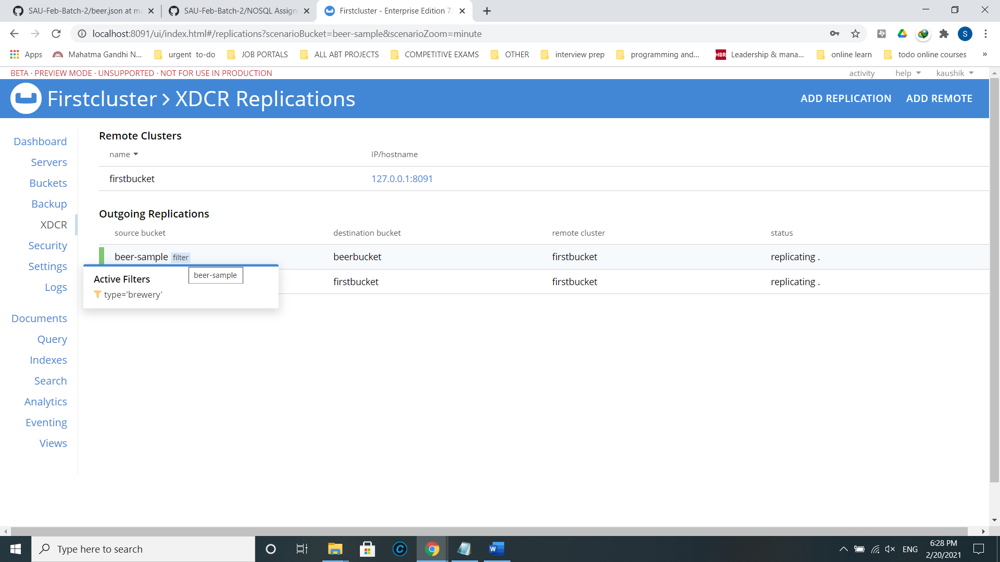 SAU-Feb-Batch-2/beer.json at ma
SAU-Feb-Batch-2/NOSQL Assign
Firstcluster - Enterprise Edition 7.
localhost:8091/ui/index.html#/replications?scenarioBucket=beer-sample&scenarioZoom=minute
S
Apps
Mahatma Gandhi N...
urgent to-do
JOB PORTALS
ALL ABT PROJECTS
COMPETITIVE EXAMS
OTHER
interview prep
programming and...
HBR
Leadership & mana...
online learn
todo online courses
»
BETA · PREVIEW MODE · UNSUPPORTED · NOT FOR USE IN PRODUCTION
activity
help
kaushik
Firstcluster > XDCR Replications
ADD REPLICATION
ADD REMOTE
Dashboard
Servers
Buckets
Backup
XDCR
Security
Settings
Logs
Documents
Query
Indexes
Search
Analytics
Eventing
Views
Remote Clusters
name
IP/hostname
firstbucket
127.0.0.1:8091
Outgoing Replications
source bucket
destination bucket
remote cluster
status
beer-sample filter
beerbucket
firstbucket
replicating .
firstbucket
firstbucket
replicating .
Active Filters
beer-sample
type='brewery'
Type here to search
ENG
6:28 PM
2/20/2021